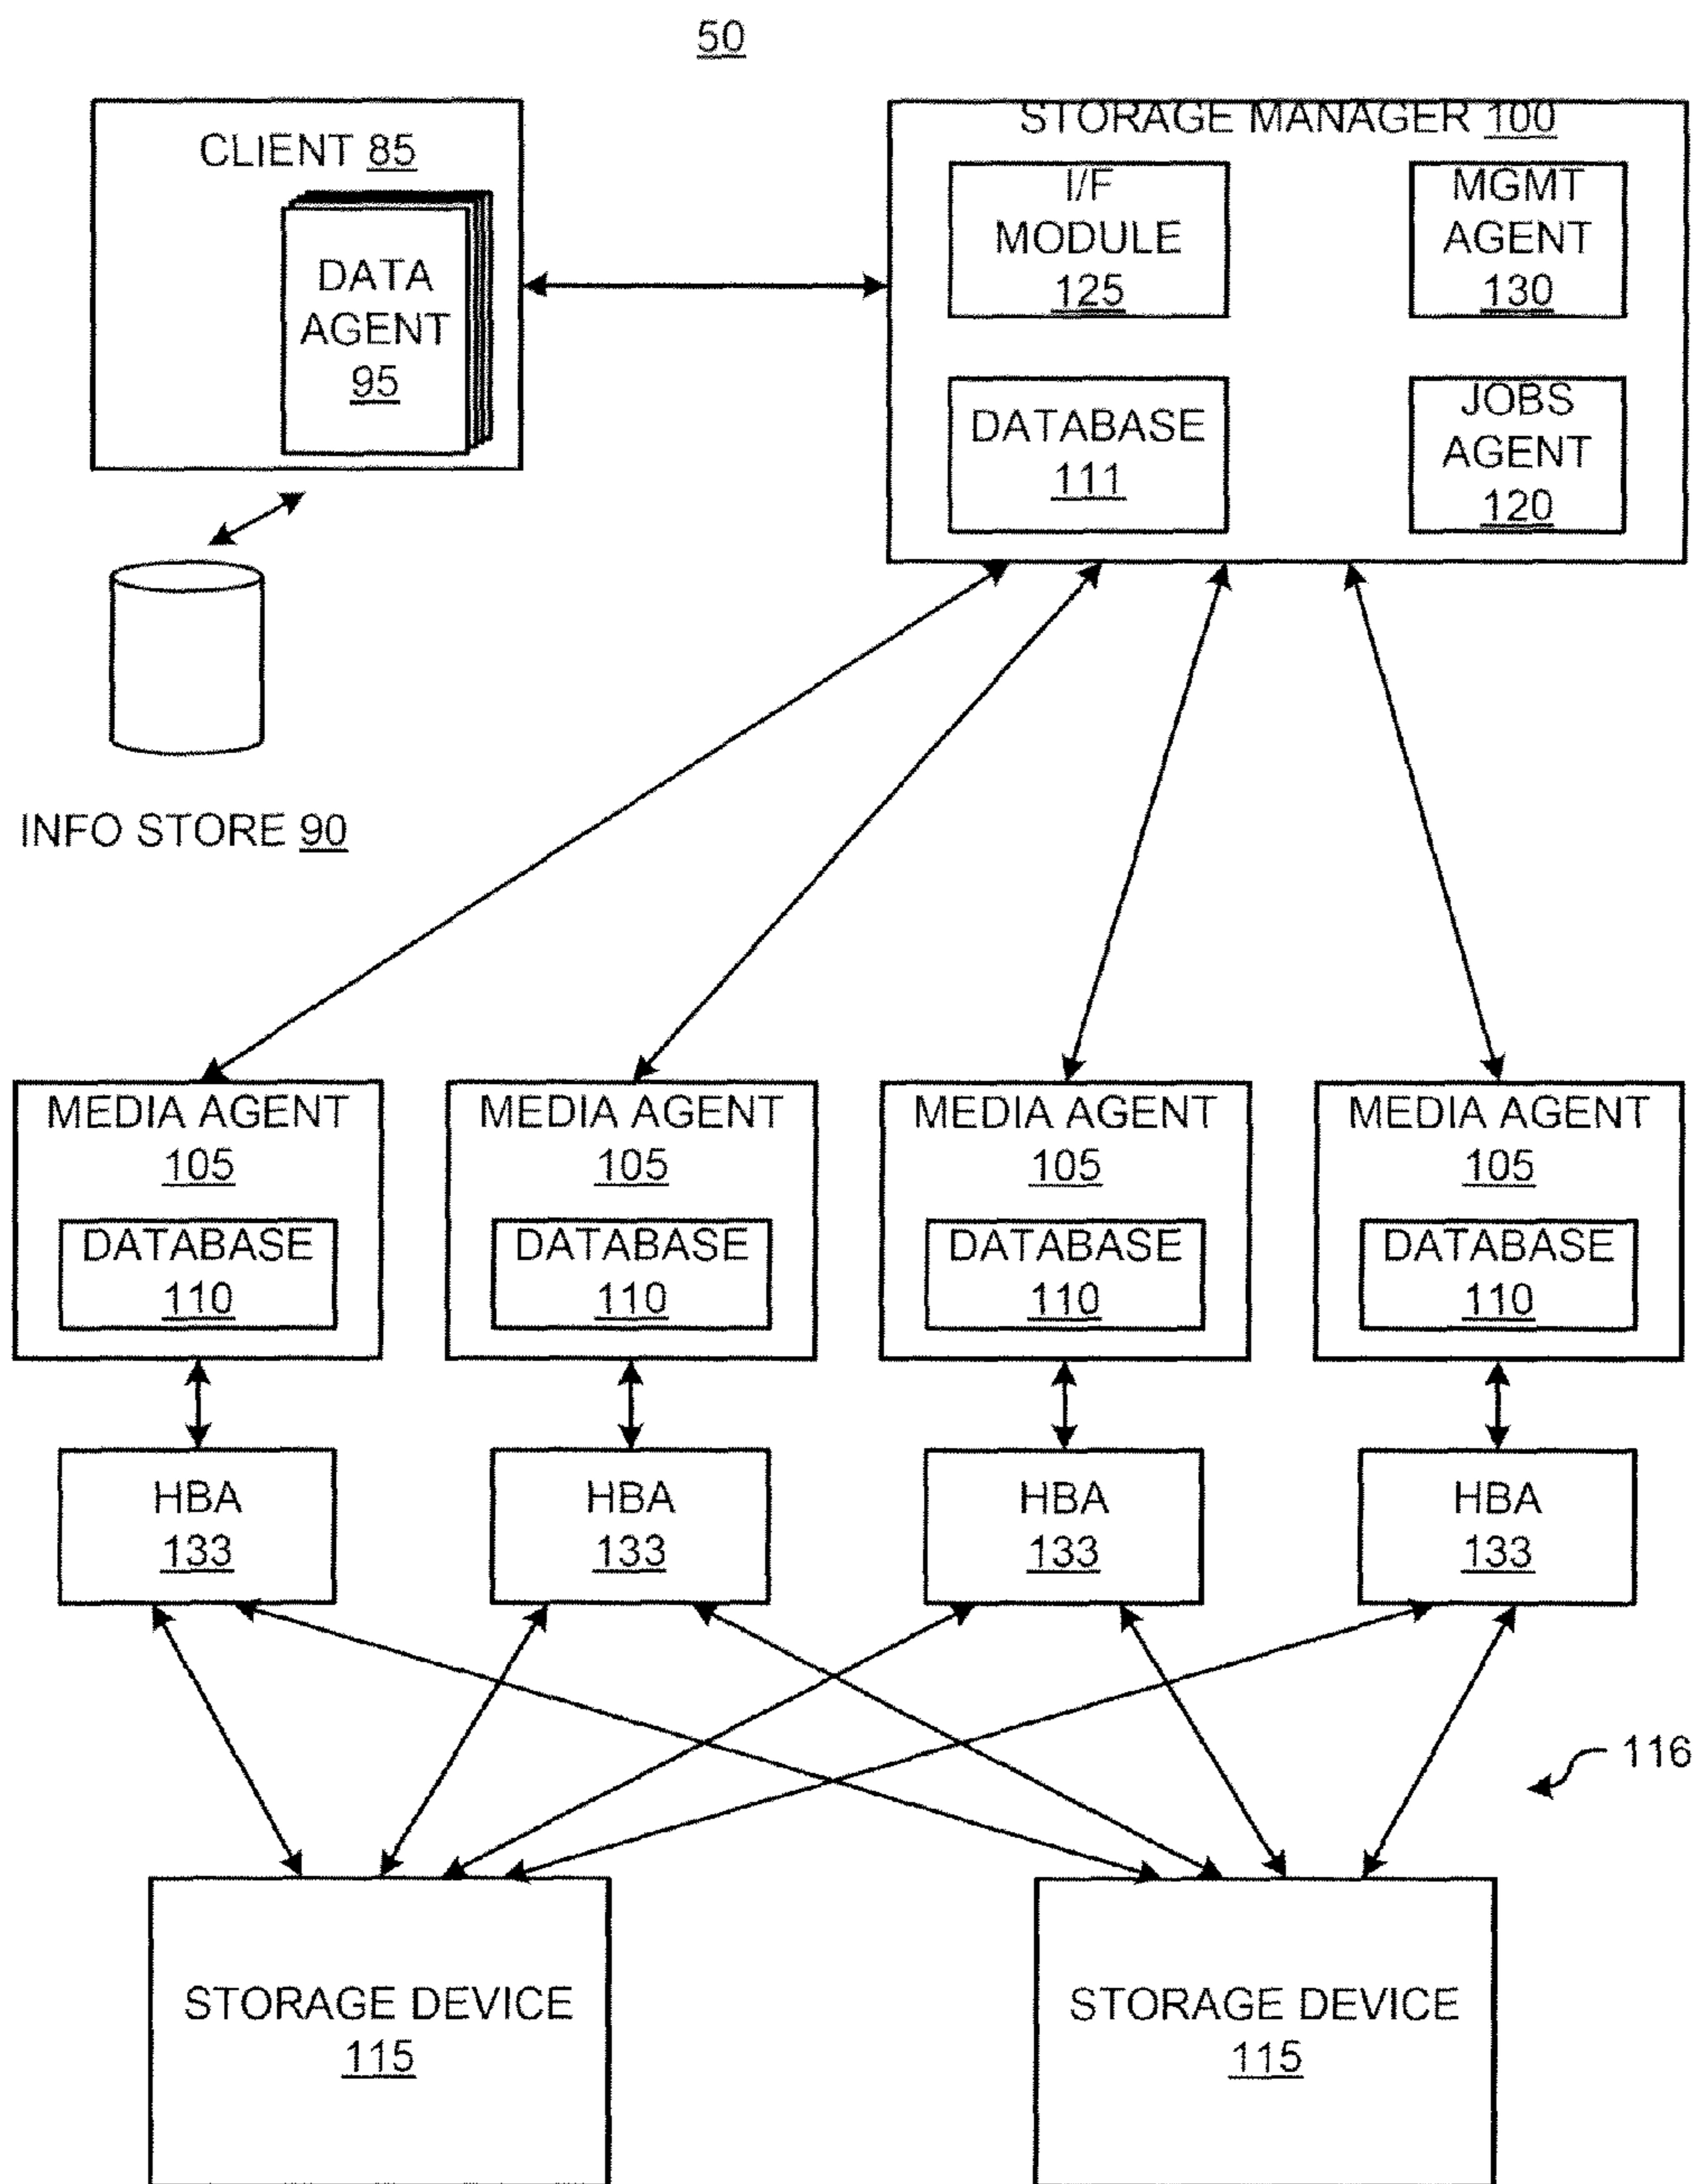 50
CLIENT 85
DATA
AGENT
95
STORAGE MANAGER 100
I/F
MODULE
125
MGMT
AGENT
130
DATABASE
111
JOBS
AGENT
120
INFO STORE 90
MEDIA AGENT
105
DATABASE
110
MEDIA AGENT
105
DATABASE
110
MEDIA AGENT
105
DATABASE
110
MEDIA AGENT
105
DATABASE
110
HBA
133
HBA
133
HBA
133
HBA
133
116
STORAGE DEVICE
115
STORAGE DEVICE
115